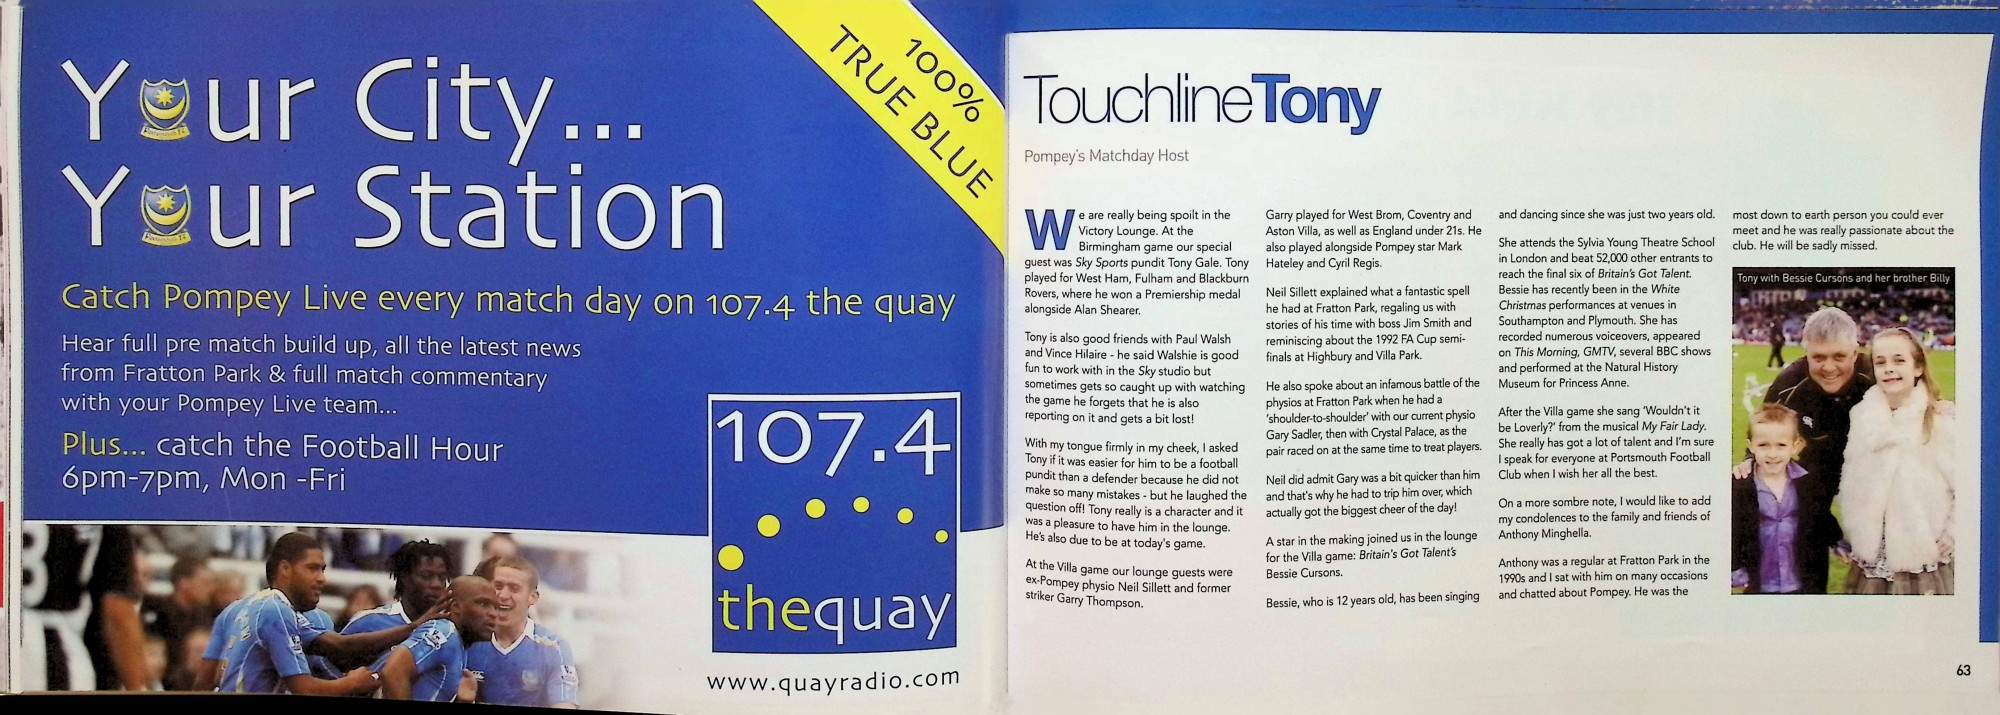 Your City...
Your Station
100%
TRUE BLUE
Catch Pompey Live every match day on 107.4 the quay
Hear full pre match build up, all the latest news
from Fratton Park & full match commentary
with your Pompey Live team...
Plus... catch the Football Hour
6pm-7pm, Mon -Fri
107.4
thequay
www.quayradio.com
TouchlineTony
Pompey's Matchday Host
We are really being spoilt in the
Victory Lounge. At the
Birmingham game our special
guest was Sky Sports pundit Tony Gale. Tony
played for West Ham, Fulham and Blackburn
Rovers, where he won a Premiership medal
alongside Alan Shearer.
Tony is also good friends with Paul Walsh
and Vince Hilaire - he said Walshie is good
fun to work with in the Sky studio but
sometimes gets so caught up with watching
the game he forgets that he is also
reporting on it and gets a bit lost!
With my tongue firmly in my cheek, I asked
Tony if it was easier for him to be a football
pundit than a defender because he did not
make so many mistakes - but he laughed the
question off! Tony really is a character and it
was a pleasure to have him in the lounge.
He's also due to be at today's game.
At the Villa game our lounge guests were
ex-Pompey physio Neil Sillett and former
striker Garry Thompson.
Garry played for West Brom, Coventry and
Aston Villa, as well as England under 21s. He
also played alongside Pompey star Mark
Hateley and Cyril Regis.
Neil Sillett explained what a fantastic spell
he had at Fratton Park, regaling us with
stories of his time with boss Jim Smith and
reminiscing about the 1992 FA Cup semi-
finals at Highbury and Villa Park.
He also spoke about an infamous battle of the
physios at Fratton Park when he had a
'shoulder-to-shoulder' with our current physio
Gary Sadler, then with Crystal Palace, as the
pair raced on at the same time to treat players.
Neil did admit Gary was a bit quicker than him
and that's why he had to trip him over, which
actually got the biggest cheer of the day!
A star in the making joined us in the lounge
for the Villa game: Britain's Got Talent's
Bessie Cursons.
Bessie, who is 12 years old, has been singing
and dancing since she was just two years old.
She attends the Sylvia Young Theatre School
in London and beat 52,000 other entrants to
reach the final six of Britain's Got Talent.
Bessie has recently been in the White
Christmas performances at venues in
Southampton and Plymouth. She has
recorded numerous voiceovers, appeared
on This Morning, GMTV, several BBC shows
and performed at the Natural History
Museum for Princess Anne.
After the Villa game she sang 'Wouldn't it
be Loverly?' from the musical My Fair Lady.
She really has got a lot of talent and I'm sure
I speak for everyone at Portsmouth Football
Club when I wish her all the best.
On a more sombre note, I would like to add
my condolences to the family and friends of
Anthony Minghella.
Anthony was a regular at Fratton Park in the
1990s and I sat with him on many occasions
and chatted about Pompey. He was the
most down to earth person you could ever
meet and he was really passionate about the
club. He will be sadly missed.
Tony with Bessie Cursons and her brother Billy
63